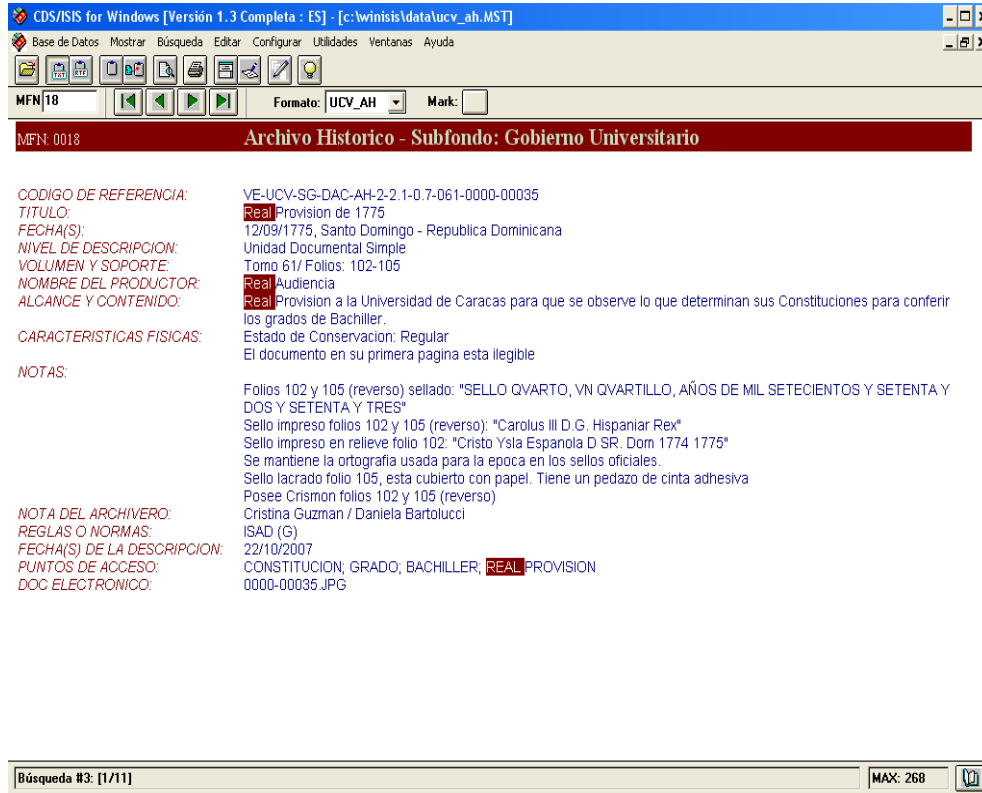 CDS/ISIS for Windows [Versión 1.3 Completa : ES] - [c:\winisis\data\ucv_ah.MST]
Base de Datos Mostrar Búsqueda Editar Configurar Utilidades Ventanas Ayuda
TXT RTF
MFN 18 Formato: UCV_AH Mark:
MFN: 0018 Archivo Historico - Subfondo: Gobierno Universitario
CODIGO DE REFERENCIA: VE-UCV-SG-DAC-AH-2-2.1-0.7-061-0000-00035
TITULO: Real Provision de 1775
FECHA(S): 12/09/1775, Santo Domingo - Republica Dominicana
NIVEL DE DESCRIPCION: Unidad Documental Simple
VOLUMEN Y SOPORTE: Tomo 61/ Folios: 102-105
NOMBRE DEL PRODUCTOR: Real Audiencia
ALCANCE Y CONTENIDO: Real Provision a la Universidad de Caracas para que se observe lo que determinan sus Constituciones para conferir
los grados de Bachiller.
CARACTERISTICAS FISICAS: Estado de Conservacion: Regular
El documento en su primera pagina esta ilegible
NOTAS:
Folios 102 y 105 (reverso) sellado: "SELLO QVARTO, VN QVARTILLO, AÑOS DE MIL SETECIENTOS Y SETENTA Y
DOS Y SETENTA Y TRES"
Sello impreso folios 102 y 105 (reverso): "Carolus III D.G. Hispaniar Rex"
Sello impreso en relieve folio 102: "Cristo Ysla Espanola D SR. Dom 1774 1775"
Se mantiene la ortografia usada para la epoca en los sellos oficiales.
Sello lacrado folio 105, esta cubierto con papel. Tiene un pedazo de cinta adhesiva
Posee Crismon folios 102 y 105 (reverso)
NOTA DEL ARCHIVERO: Cristina Guzman / Daniela Bartolucci
REGLAS O NORMAS: ISAD (G)
FECHA(S) DE LA DESCRIPCION: 22/10/2007
PUNTOS DE ACCESO: CONSTITUCION; GRADO; BACHILLER; REAL PROVISION
DOC ELECTRONICO: 0000-00035.JPG
Búsqueda #3: [1/11] MAX: 268